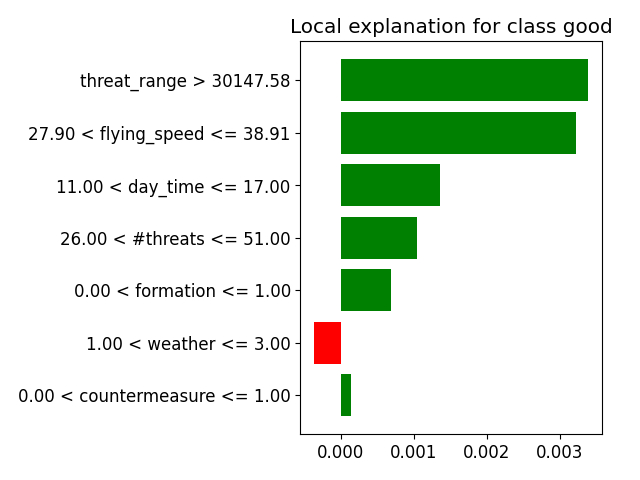 Local explanation for class good
threat_range > 30147.58
27.90 < flying_speed <= 38.91
11.00 < day_time <= 17.00
26.00 < #threats <= 51.00
0.00 < formation <= 1.00
1.00 < weather <= 3.00
0.00 < countermeasure <= 1.00
0.000 0.001 0.002 0.003